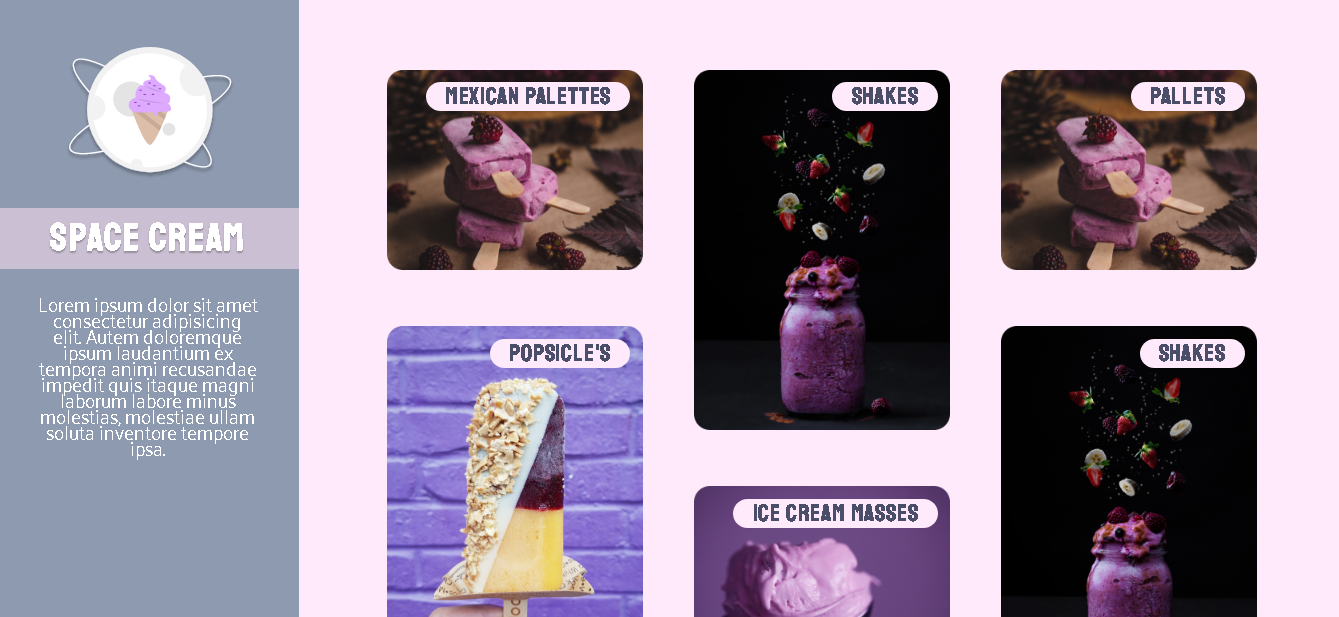 SPACE CREAM
Lorem ipsum dolor sit amet
consectetur adipisicing
elit. Autem doloremque
ipsum laudantium ex
tempora animi recusandae
impedit quis itaque magni
laborum labore minus
molestias, molestiae ullam
soluta inventore tempore
ipsa.
MEXICAN PALETTES
SHAKES
PALLETS
POPSICLE'S
SHAKES
ICE CREAM MASSES